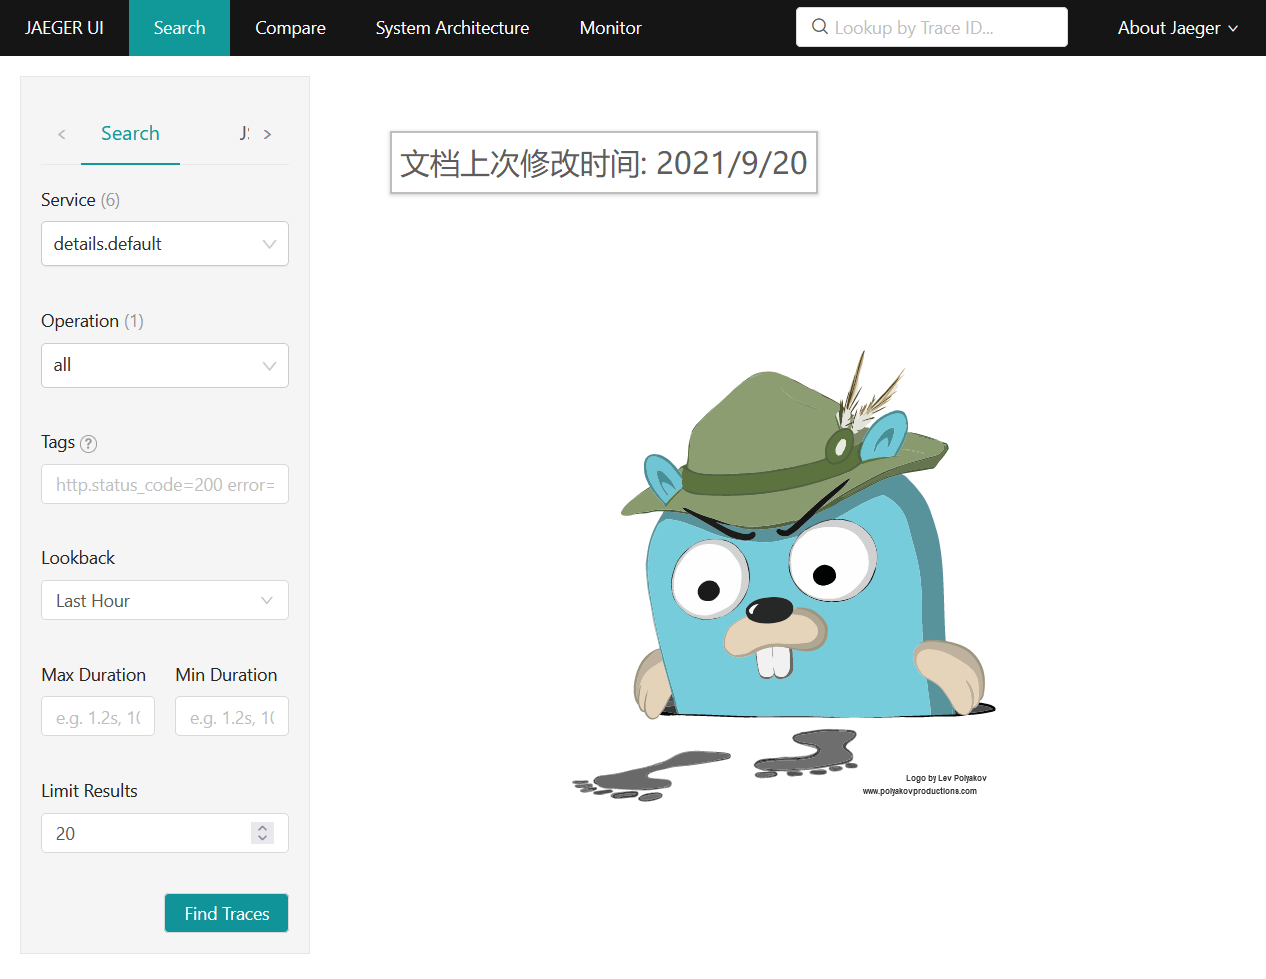 JAEGER UI
Search
Compare
System Architecture
Monitor
Lookup by Trace ID...
About Jaeger
Search
Service (6)
details.default
Operation (1)
all
Tags ?
http.status_code=200 error=
Lookback
Last Hour
Max Duration
Min Duration
e.g. 1.2s, 10
e.g. 1.2s, 10
Limit Results
20
Find Traces
文档上次修改时间: 2021/9/20
Logo by Lev Polyakov
www.polyakovproductions.com